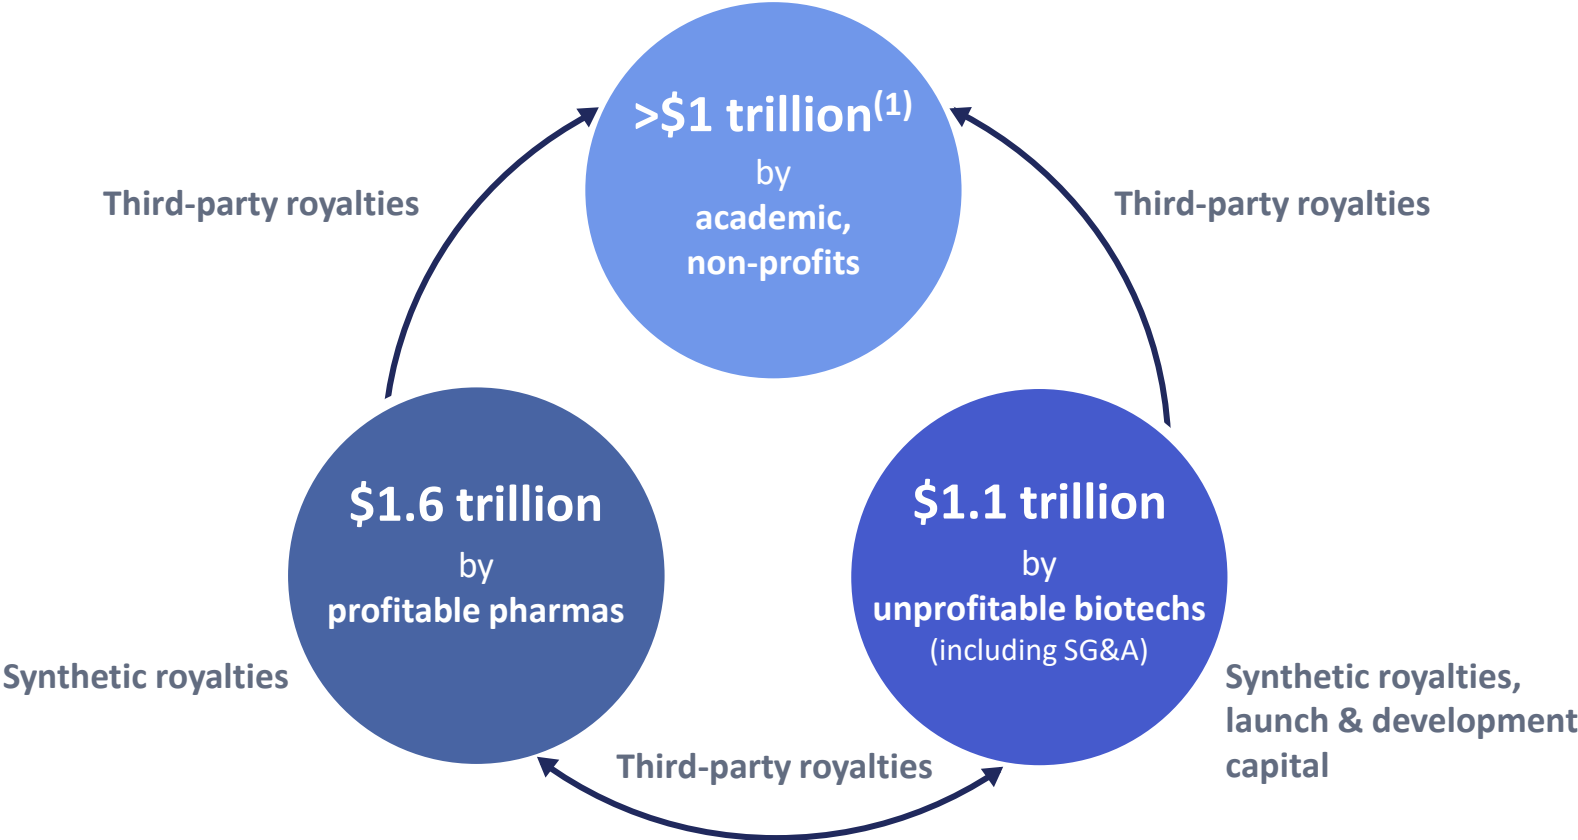 >$1 trillion(1)
by
academic,
non-profits
Third-party royalties
Third-party royalties
$1.6 trillion
by
profitable pharmas
$1.1 trillion
by
unprofitable biotechs
(including SG&A)
Synthetic royalties
Synthetic royalties,
launch & development
capital
Third-party royalties